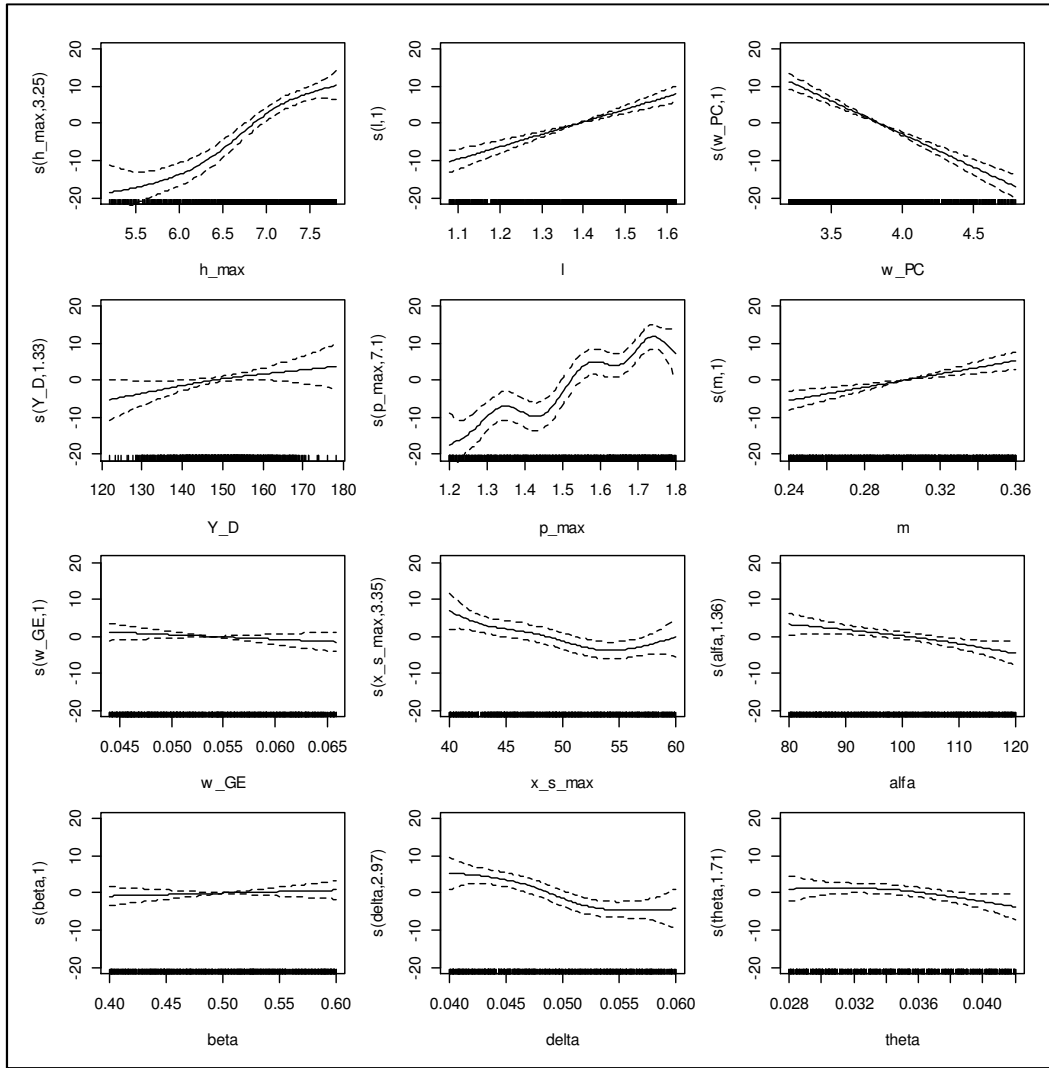 s(h_max,3.25)
-20 -10 0 10 20
5.5 6.0 6.5 7.0 7.5
h_max
s(l,1)
-20 -10 0 10 20
1.1 1.2 1.3 1.4 1.5 1.6
l
s(w_PC,1)
-20 -10 0 10 20
3.5 4.0 4.5
w_PC
s(Y_D,1.33)
-20 -10 0 10 20
120 130 140 150 160 170 180
Y_D
s(p_max,7.1)
-20 -10 0 10 20
1.2 1.3 1.4 1.5 1.6 1.7 1.8
p_max
s(m,1)
-20 -10 0 10 20
0.24 0.28 0.32 0.36
m
s(w_GE,1)
-20 -10 0 10 20
0.045 0.050 0.055 0.060 0.065
w_GE
s(x_s_max,3.35)
-20 -10 0 10 20
40 45 50 55 60
x_s_max
s(alfa,1.36)
-20 -10 0 10 20
80 90 100 110 120
alfa
s(beta,1)
-20 -10 0 10 20
0.40 0.45 0.50 0.55 0.60
beta
s(delta,2.97)
-20 -10 0 10 20
0.040 0.045 0.050 0.055 0.060
delta
s(theta,1.71)
-20 -10 0 10 20
0.028 0.032 0.036 0.040
theta